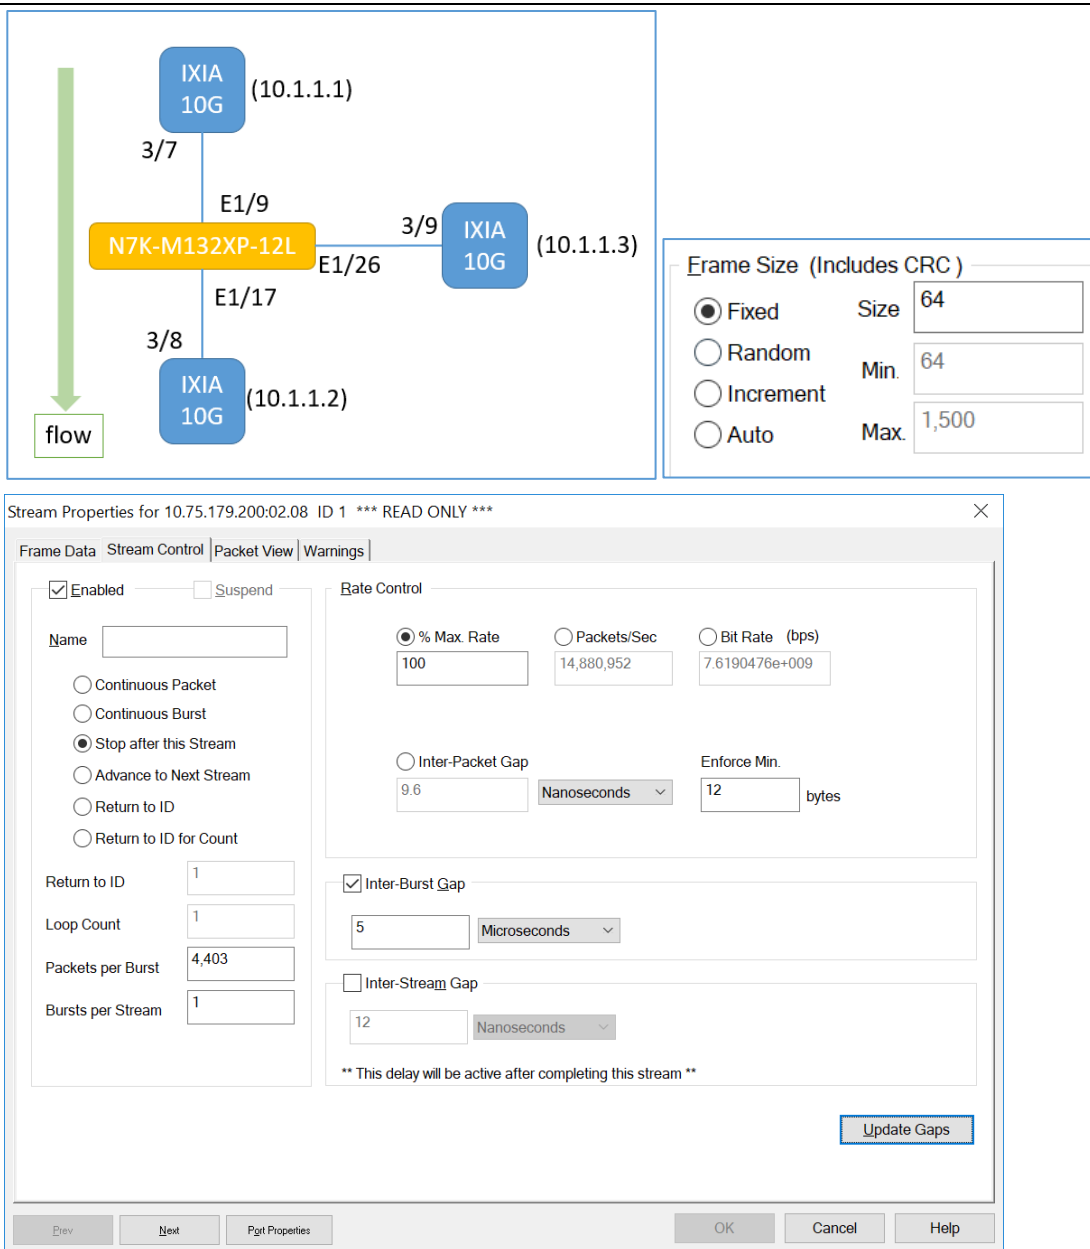 IXIA
10G
(10.1.1.1)
3/7
E1/9
N7K-M132XP-12L
3/9
IXIA
10G
(10.1.1.3)
E1/26
E1/17
3/8
IXIA
10G
(10.1.1.2)
flow
Frame Size (Includes CRC )
Fixed
Size
64
Random
Min.
64
Increment
Auto
Max.
1,500
Stream Properties for 10.75.179.200:02.08 ID 1 *** READ ONLY ***
Frame Data
Stream Control
Packet View
Warnings
Enabled
Suspend
Name
Continuous Packet
Continuous Burst
Stop after this Stream
Advance to Next Stream
Return to ID
Return to ID for Count
Return to ID
1
Loop Count
1
Packets per Burst
4,403
Bursts per Stream
1
Rate Control
% Max. Rate
Packets/Sec
Bit Rate (bps)
100
14,880,952
7.6190476e+009
Inter-Packet Gap
Enforce Min.
9.6
Nanoseconds
12
bytes
Inter-Burst Gap
5
Microseconds
Inter-Stream Gap
12
Nanoseconds
** This delay will be active after completing this stream **
Update Gaps
Prev
Next
Port Properties
OK
Cancel
Help